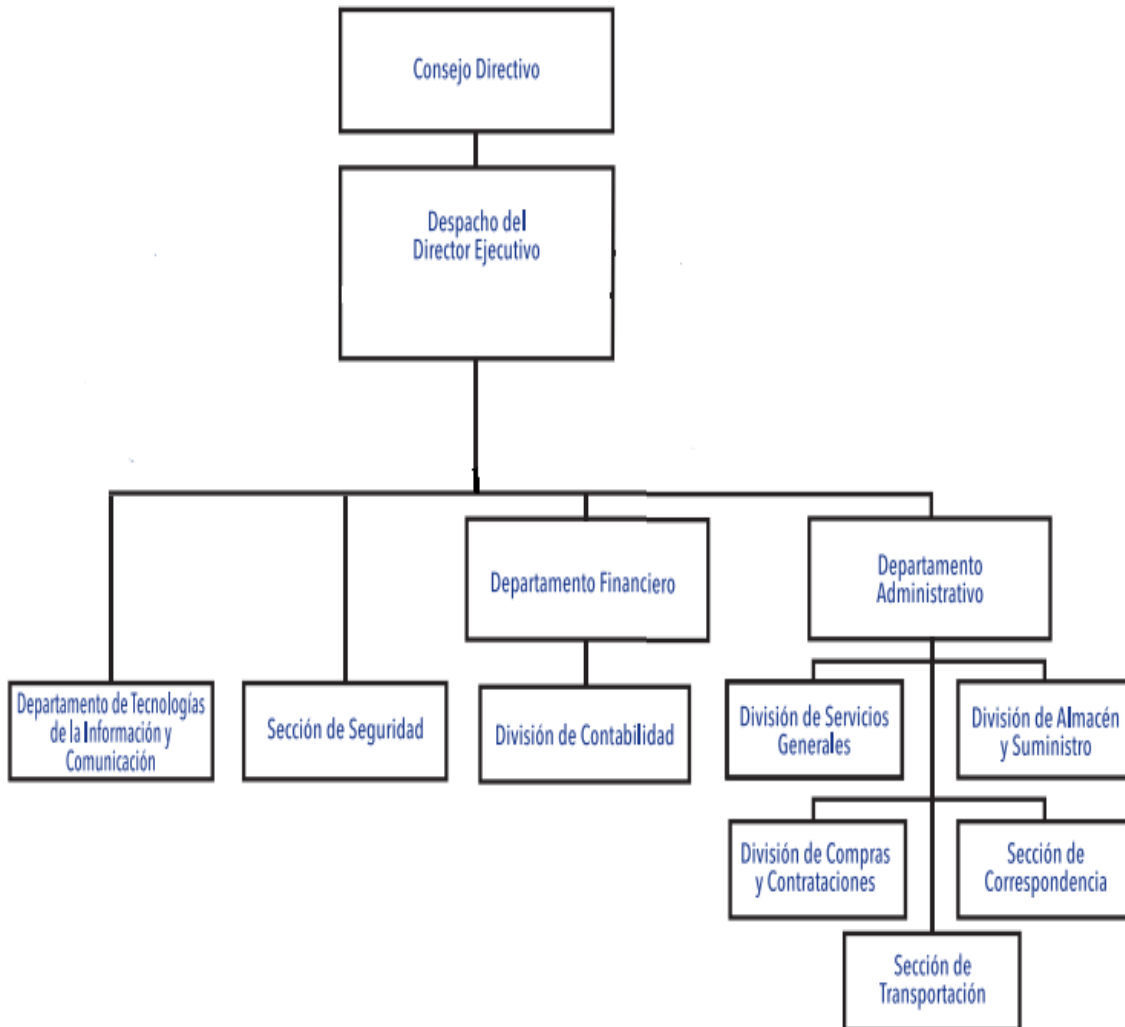 Consejo Directivo
Despacho del
Director Ejecutivo
Departamento Financiero
Departamento
Administrativo
Departamento de Tecnologías
de la Información y
Comunicación
Sección de Seguridad
División de Contabilidad
División de Servicios
Generales
División de Almacén
y Suministro
División de Compras
y Contrataciones
Sección de
Correspondencia
Sección de
Transportación